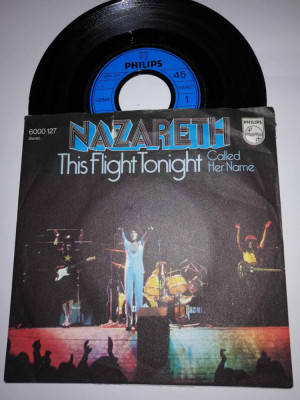 PHILIPS
45
1
6000 127
stereo
NAZARETH
PHILIPS
This Flight Tonight
Called
Her Name